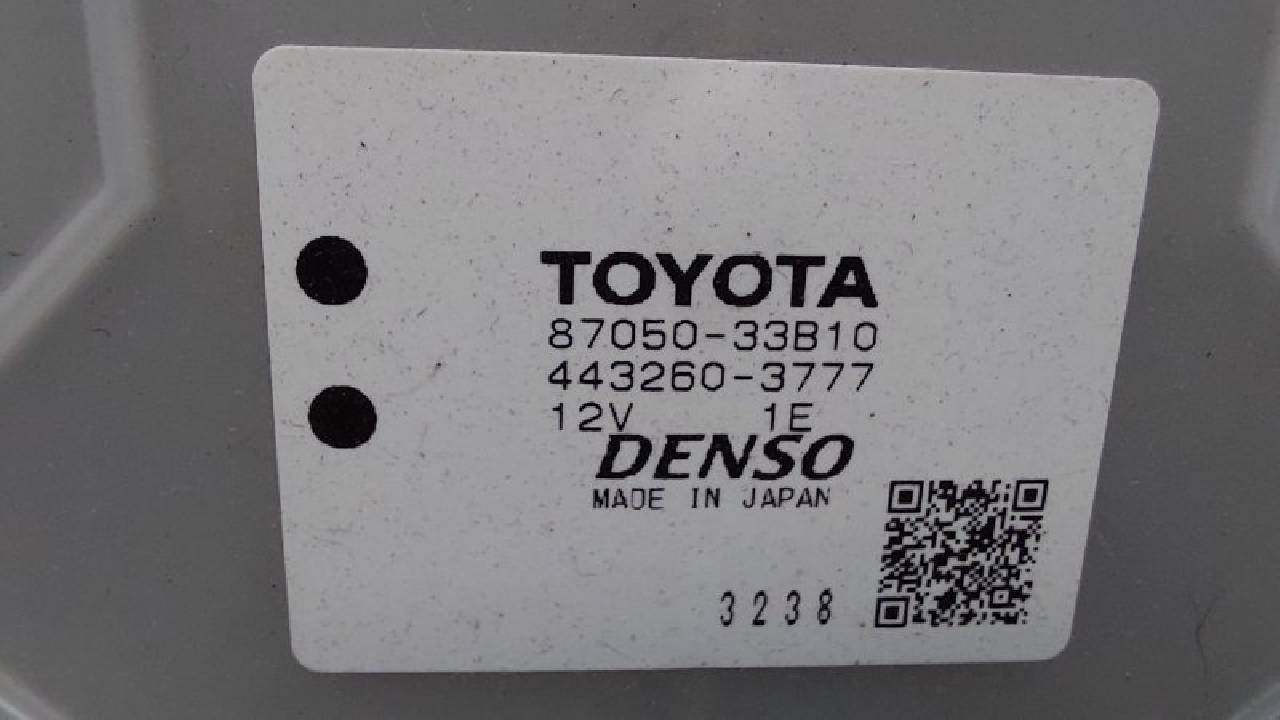 TOYOTA
87050-33B10
443260-3777
12V 1E
DENSO
MADE IN JAPAN
3238